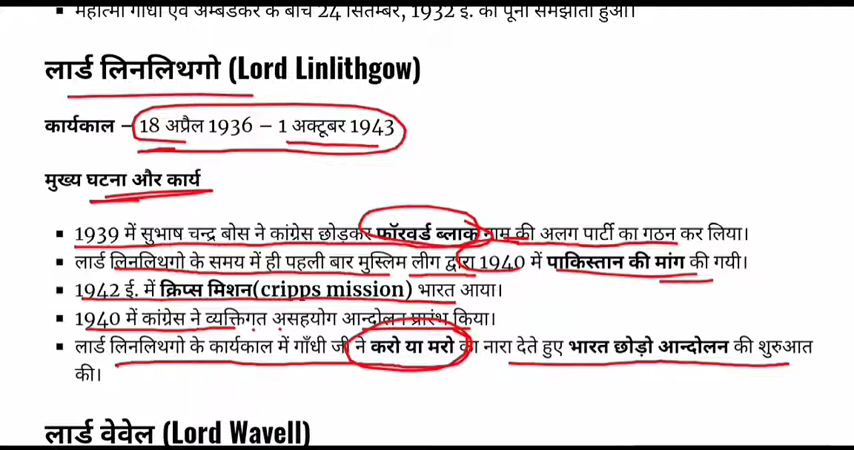 महात्मा गाँधी एवं अम्बेडकर के बीच 24 सितम्बर, 1932 ई. को पूना समझौता हुआ।
लार्ड लिनलिथगो (Lord Linlithgow)
कार्यकाल – 18 अप्रैल 1936 – 1 अक्टूबर 1943
मुख्य घटना और कार्य
1939 में सुभाष चन्द्र बोस ने कांग्रेस छोड़कर फॉरवर्ड ब्लाक नाम की अलग पार्टी का गठन कर लिया।
लार्ड लिनलिथगो के समय में ही पहली बार मुस्लिम लीग द्वारा 1940 में पाकिस्तान की मांग की गयी।
1942 ई. में क्रिप्स मिशन(cripps mission) भारत आया।
1940 में कांग्रेस ने व्यक्तिगत असहयोग आन्दोलन प्रारंभ किया।
लार्ड लिनलिथगो के कार्यकाल में गाँधी जी ने करो या मरो का नारा देते हुए भारत छोड़ो आन्दोलन की शुरुआत
की।
लार्ड वेवेल (Lord Wavell)